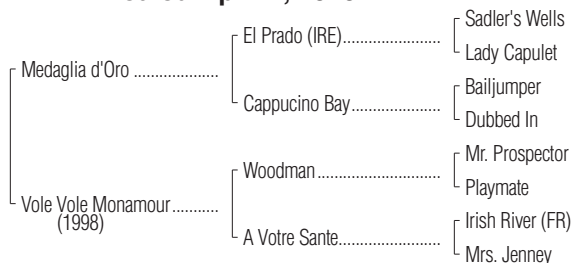 Sadler's Wells
El Prado (IRE)....................
Lady Capulet
Medaglia d'Oro ...................
Bailjumper
Cappucino Bay....................
Dubbed In
Mr. Prospector
Woodman..........................
Playmate
Vole Vole Monamour...........
(1998)
Irish River (FR)
A Votre Sante.....................
Mrs. Jenney